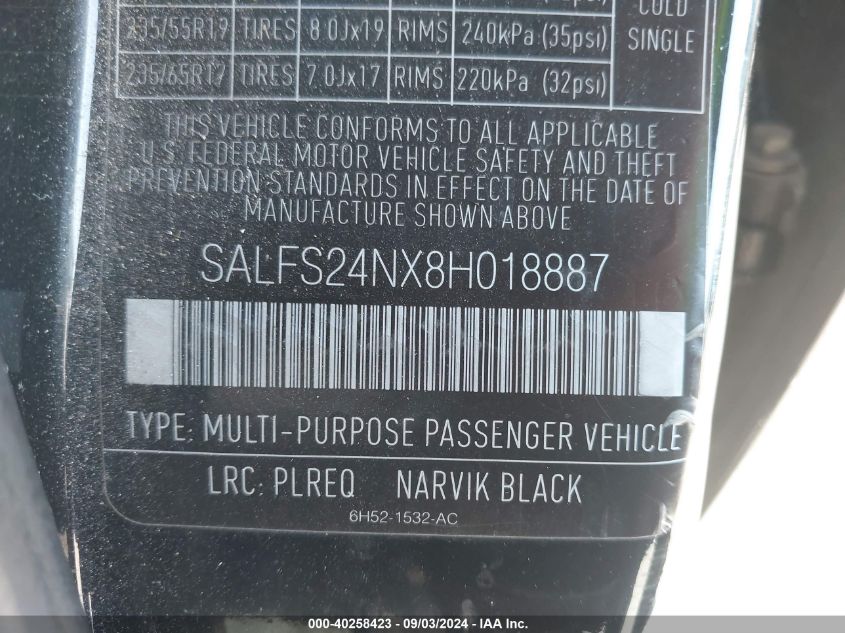 COLD
235/55R19 TIRES 8.0Jx19 RIMS 240kPa (35psi) SINGLE
235/65R17 TIRES 7.0Jx17 RIMS 220kPa (32psi)
THIS VEHICLE CONFORMS TO ALL APPLICABLE
U.S. FEDERAL MOTOR VEHICLE SAFETY AND THEFT
PREVENTION STANDARDS IN EFFECT ON THE DATE OF
MANUFACTURE SHOWN ABOVE
SALFS24NX8H018887
TYPE: MULTI-PURPOSE PASSENGER VEHICLE
LRC: PLREQ NARVIK BLACK
6H52-1532-AC
000-40258423 - 09/03/2024 - IAA Inc.